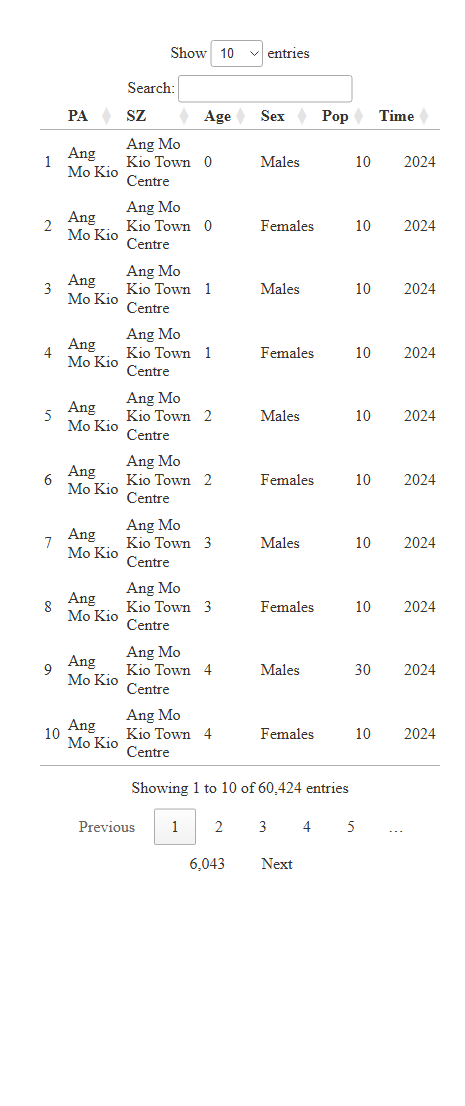 Show 10 entries
Search:
PA SZ Age Sex Pop Time
1 Ang Mo Kio Ang Mo Kio Town Centre 0 Males 10 2024
2 Ang Mo Kio Ang Mo Kio Town Centre 0 Females 10 2024
3 Ang Mo Kio Ang Mo Kio Town Centre 1 Males 10 2024
4 Ang Mo Kio Ang Mo Kio Town Centre 1 Females 10 2024
5 Ang Mo Kio Ang Mo Kio Town Centre 2 Males 10 2024
6 Ang Mo Kio Ang Mo Kio Town Centre 2 Females 10 2024
7 Ang Mo Kio Ang Mo Kio Town Centre 3 Males 10 2024
8 Ang Mo Kio Ang Mo Kio Town Centre 3 Females 10 2024
9 Ang Mo Kio Ang Mo Kio Town Centre 4 Males 30 2024
10 Ang Mo Kio Ang Mo Kio Town Centre 4 Females 10 2024
Showing 1 to 10 of 60,424 entries
Previous 1 2 3 4 5 …
6,043 Next